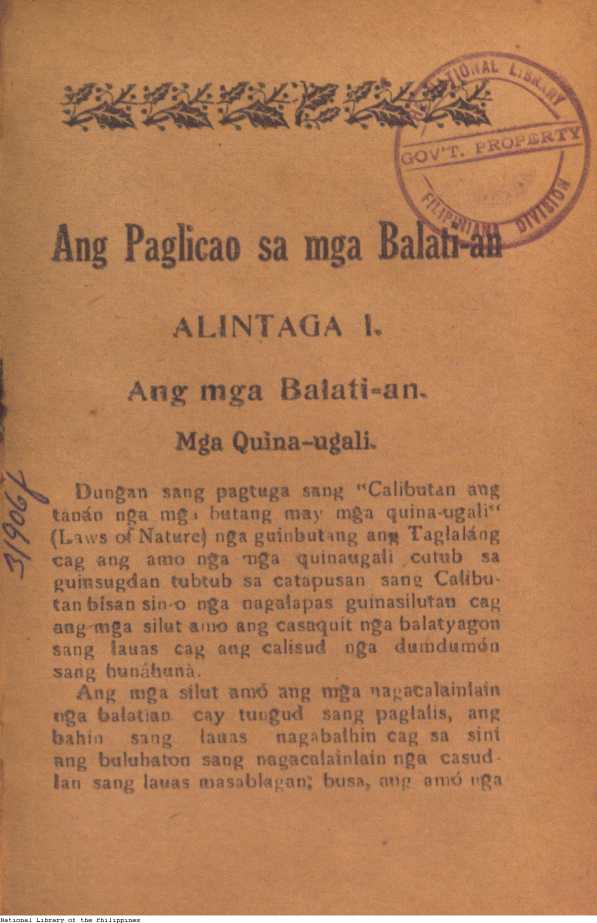 NATIONAL LIBRARY
GOV'T. PROPERTY
FILIPINIANA DIVISION
Ang Paglicao sa mga Balati-an
ALINTAGA I.
Ang mga Balati-an.
Mga Quina-ugali.
31906f
Dungan sang pagtuga sang "Calibutan ang
tanán nga mga butang may mga quina-ugali"
(Laws of Nature) nga guinbutang ang Taglaláng
cag ang amo nga mga quinaugali cutub sa
guinsugdan tubtub sa catapusan sang Calibu-
tan bisan sin-o nga nagalapas guinasilutan cag
ang mga silut amo ang casaquit nga balatyagon
sang lauas cag ang calisud nga dumdumón
sang hunáhunà.
Ang mga silut amó ang mga nagacalainlain
nga balatian cay tungud sang paglalis, ang
bahin sang lauas nagabalhin cag sa sini
ang buluhaton sang nagacalainlain nga casud-
lan sang lauas masablagan; busa, ang amó nga
National Library of the Philippines